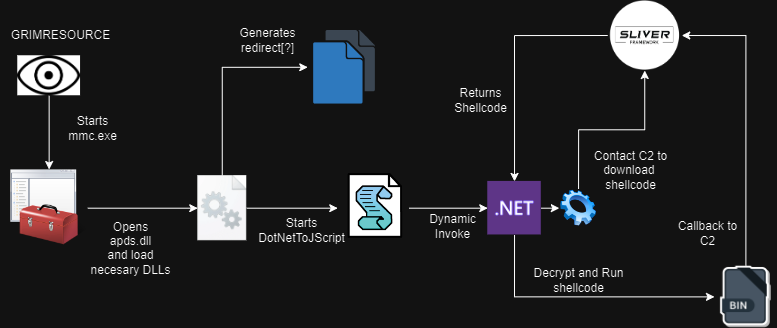 GRIMRESOURCE
Starts
mmc.exe
Opens
apds.dll
and load
necesary DLLs
Generates
redirect[?]
Starts
DotNetToJScript
Dynamic
Invoke
.NET
Returns
Shellcode
SLIVER
FRAMEWORK
Contact C2 to
download
shellcode
Decrypt and Run
shellcode
Callback to
C2
BIN